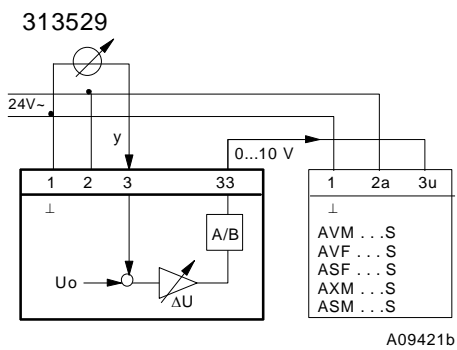 313529
24V~
y
0...10 V
1 2 3 33
1 2a 3u
⊥
⊥
A/B
Uo
ΔU
AVM . . .S
AVF . . .S
ASF . . .S
AXM . . .S
ASM . . .S
A09421b